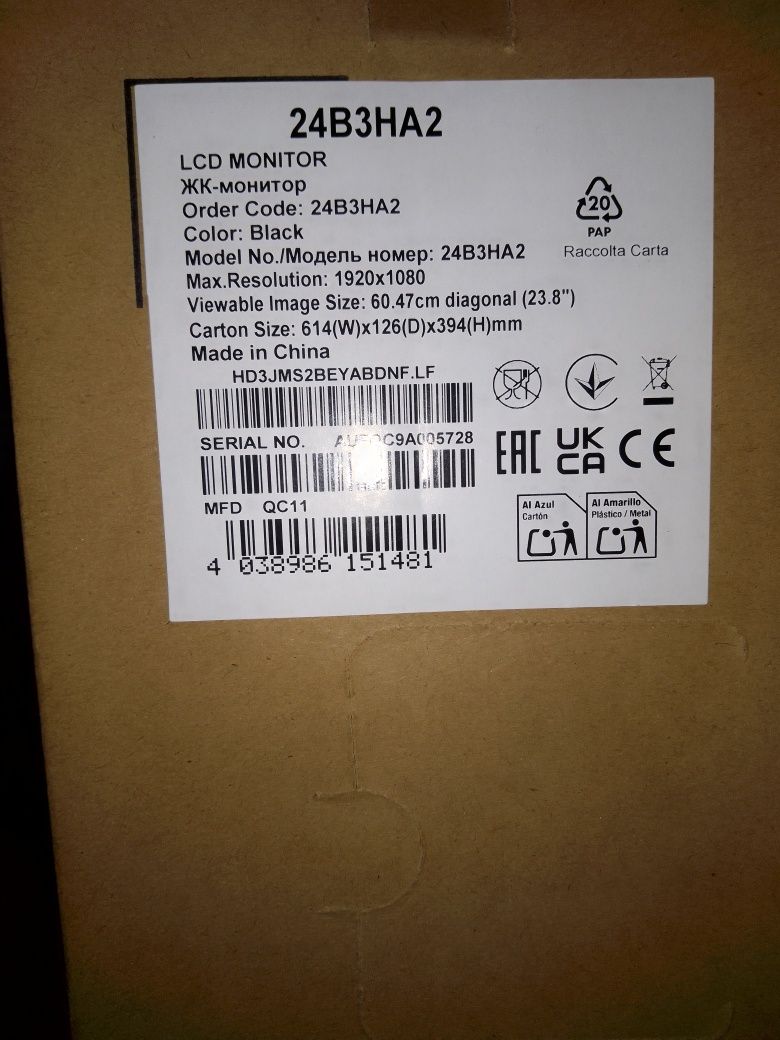 24B3HA2
LCD MONITOR
ЖК-монитор
Order Code: 24B3HA2
Color: Black
Model No./Модель номер: 24B3HA2
Max.Resolution: 1920x1080
Viewable Image Size: 60.47cm diagonal (23.8")
Carton Size: 614(W)x126(D)x394(H)mm
Made in China
HD3JMS2BEYABDNF.LF
SERIAL NO.
MFD QC11
4 038986 151481
20
PAP
Raccolta Carta
EAC
UK
CA
CE
Al Azul
Cartón
Al Amarillo
Plástico / Metal